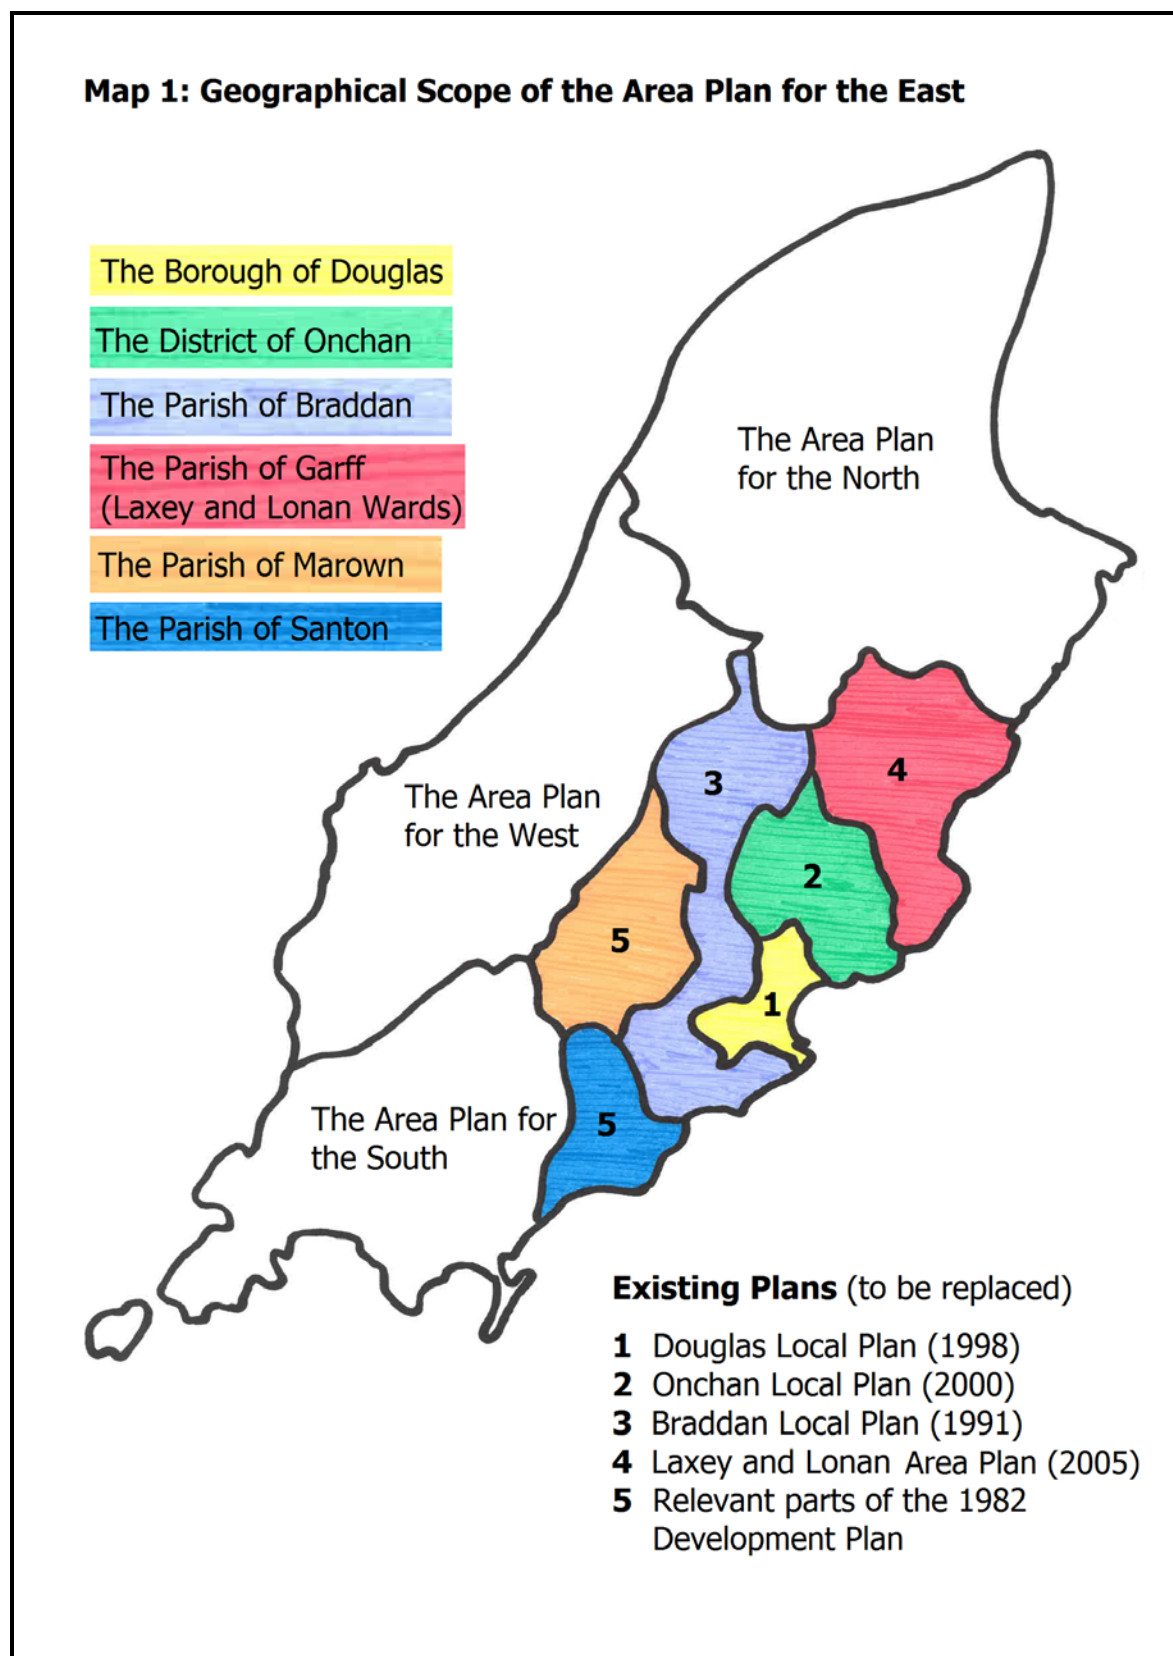 Map 1: Geographical Scope of the Area Plan for the East
The Borough of Douglas
The District of Onchan
The Parish of Braddan
The Parish of Garff
(Laxey and Lonan Wards)
The Parish of Marown
The Parish of Santon
The Area Plan
for the North
The Area Plan
for the West
The Area Plan for
the South
3
4
2
5
1
5
Existing Plans (to be replaced)
1 Douglas Local Plan (1998)
2 Onchan Local Plan (2000)
3 Braddan Local Plan (1991)
4 Laxey and Lonan Area Plan (2005)
5 Relevant parts of the 1982
Development Plan